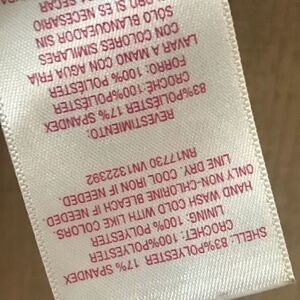 SHELL: 83%POLYESTER 17% SPANDEX
CROCHET: 100%POLYESTER
LINING: 100% POLYESTER
HAND WASH COLD WITH LIKE COLORS
ONLY NON-CHLORINE BLEACH IF NEEDED
LINE DRY. COOL IRON IF NEEDED
RN17730 VN1322392
REVESTIMIENTO:
83%POLIESTER 17% SPANDEX
CROCHE: 100%POLIESTER
FORRO: 100% POLIESTER
LAVAR A MANO CON AGUA FRIA
CON COLORES SIMILARES
SÓLO BLANQUEADOR SIN
SI ES NECESARIO
SECAR